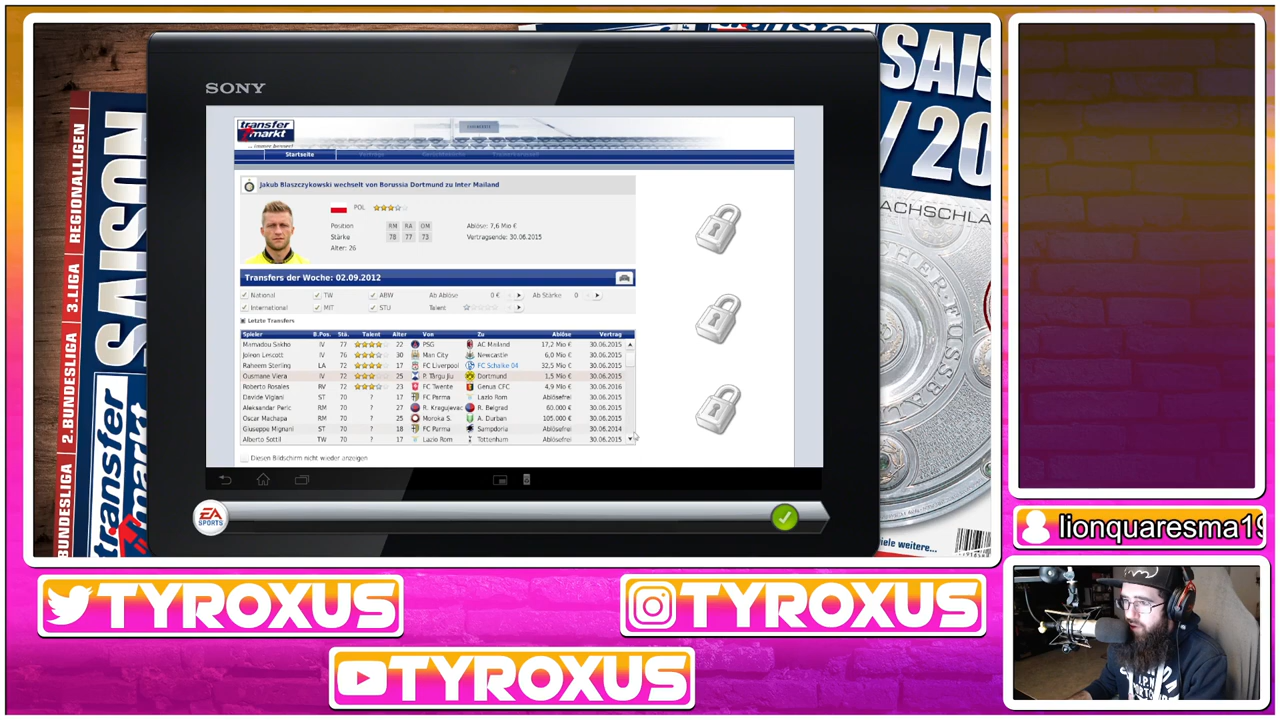 SAISON
REGIONALLIGEN
3.LIGA
2.BUNDESLIGA
BUNDESLIGA
transfer
markt
SAIS
/20
ACHSCHLA
iele weitere...
SONY
transfer
markt
Startseite
Jakub Blaszczykowski wechselt von Borussia Dortmund zu Inter Mailand
POL
Position RM RA DM
Stärke 78 77 73
Alter: 26
Ablöse: 7,6 Mio €
Vertragsende: 30.06.2015
Transfers der Woche: 02.09.2012
National TW ABW Ab Ablöse 0 € Ab Stärke 0
International MIT STU Talent
Letzte Transfers
Spieler B.Pos. Stä. Talent Alter Von Zu Ablöse Vertrag
Mamadou Sakho IV 77 22 PSG AC Mailand 17,2 Mio € 30.06.2015
Joleon Lescott IV 76 30 Man City Newcastle 6,0 Mio € 30.06.2015
Raheem Sterling LA 72 17 FC Liverpool FC Schalke 04 32,5 Mio € 30.06.2015
Ousmane Viera IV 72 25 P. Târgu Jiu Dortmund 1,5 Mio € 30.06.2015
Roberto Rosales RV 72 23 FC Twente Genua CFC 4,9 Mio € 30.06.2016
Davide Vigiani ST 70 ? 17 FC Parma Lazio Rom Ablösefrei 30.06.2015
Aleksandar Peric RM 70 ? 27 R. Kragujevac R. Belgrad 60.000 € 30.06.2015
Oscar Machapa RM 70 ? 25 Moroka S. A. Durban 105.000 € 30.06.2015
Giuseppe Mignani ST 70 ? 18 FC Parma Sampdoria Ablösefrei 30.06.2014
Alberto Sottil TW 70 ? 17 Lazio Rom Tottenham Ablösefrei 30.06.2015
Diesen Bildschirm nicht wieder anzeigen
EA
SPORTS
lionquaresma19
TYROXUS
TYROXUS
TYROXUS